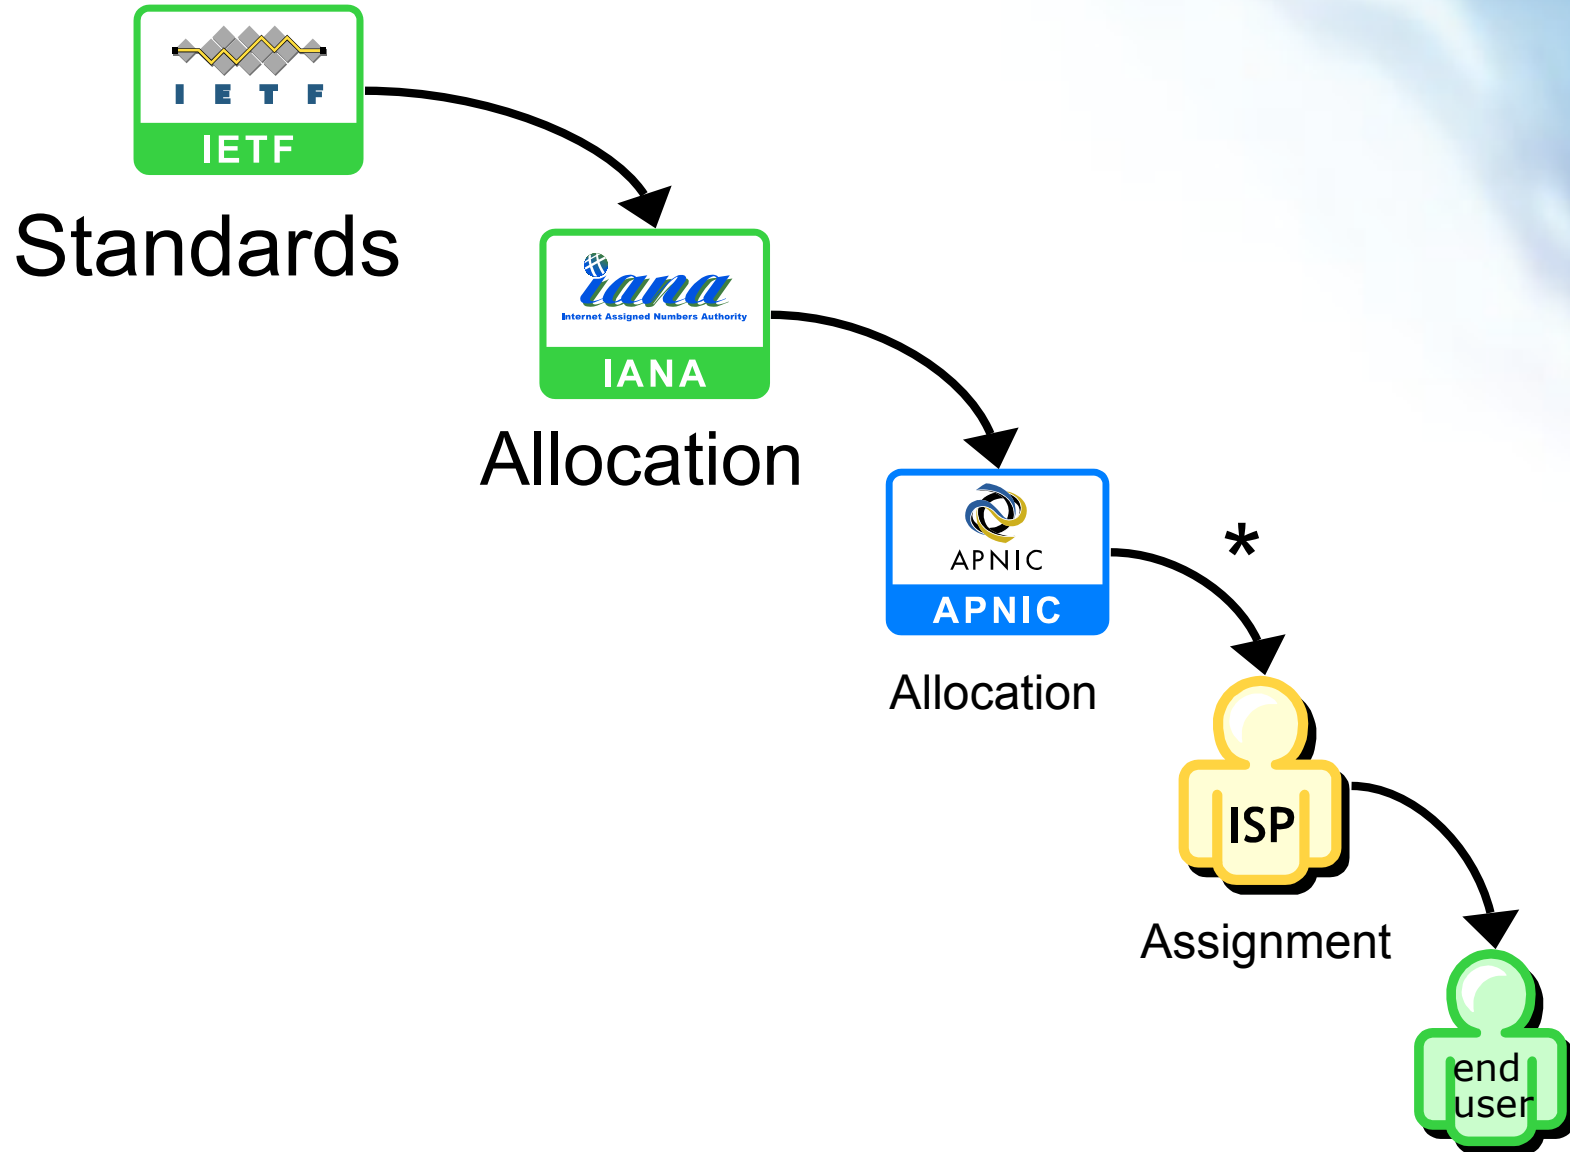 I E T F
IETF
Standards
iana
Internet Assigned Numbers Authority
IANA
Allocation
APNIC
APNIC
*
Allocation
ISP
Assignment
end
user